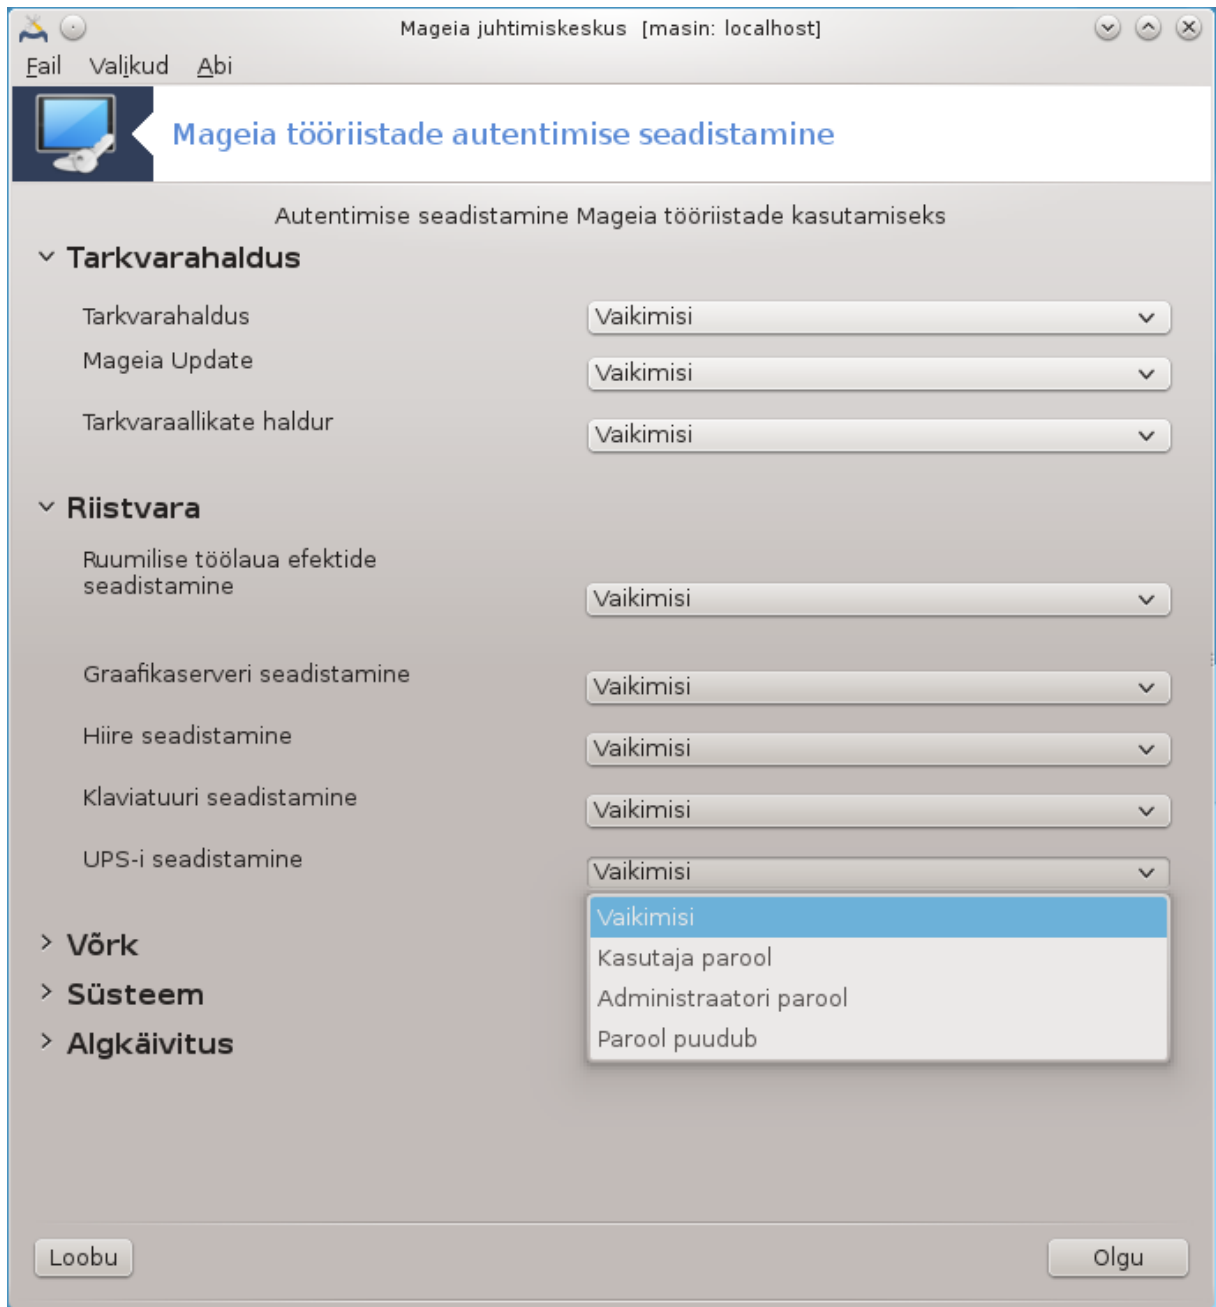 Mageia juhtimiskeskus [masin: localhost]
Fail Valikud Abi
Mageia tööriistade autentimise seadistamine
Autentimise seadistamine Mageia tööriistade kasutamiseks
Tarkvarahaldus
Tarkvarahaldus Vaikimisi
Mageia Update Vaikimisi
Tarkvaraallikate haldur Vaikimisi
Riistvara
Ruumilise töölaua efektide
seadistamine Vaikimisi
Graafikaserveri seadistamine Vaikimisi
Hiire seadistamine Vaikimisi
Klaviatuuri seadistamine Vaikimisi
UPS-i seadistamine Vaikimisi
Vaikimisi
Kasutaja parool
Administraatori parool
Parool puudub
Võrk
Süsteem
Algkäivitus
Loobu Olgu